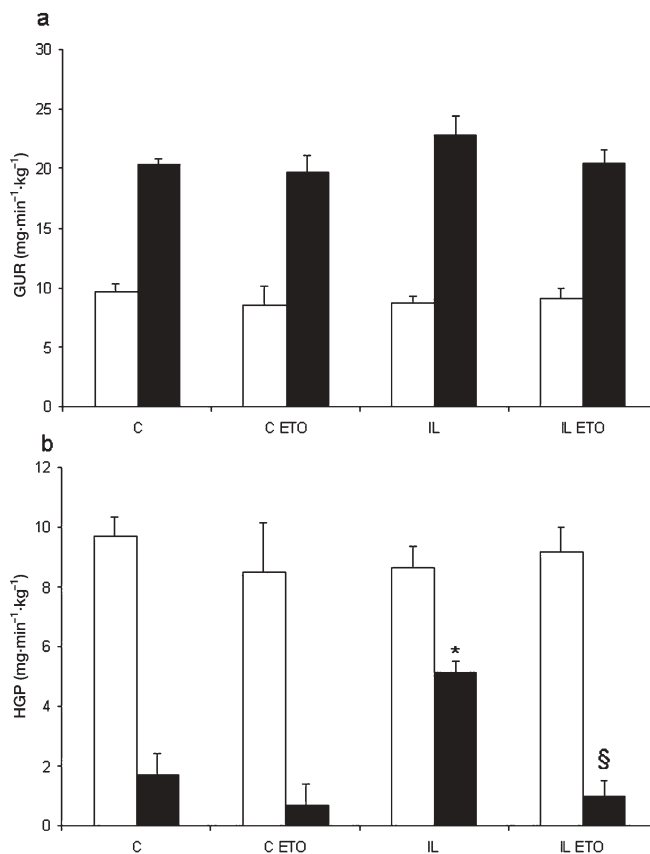 a
30
25
20
15
10
5
0
GUR (mg·min⁻¹·kg⁻¹)
C C ETO IL IL ETO
b
12
10
8
6
4
2
0
HGP (mg·min⁻¹·kg⁻¹)
*
§
C C ETO IL IL ETO